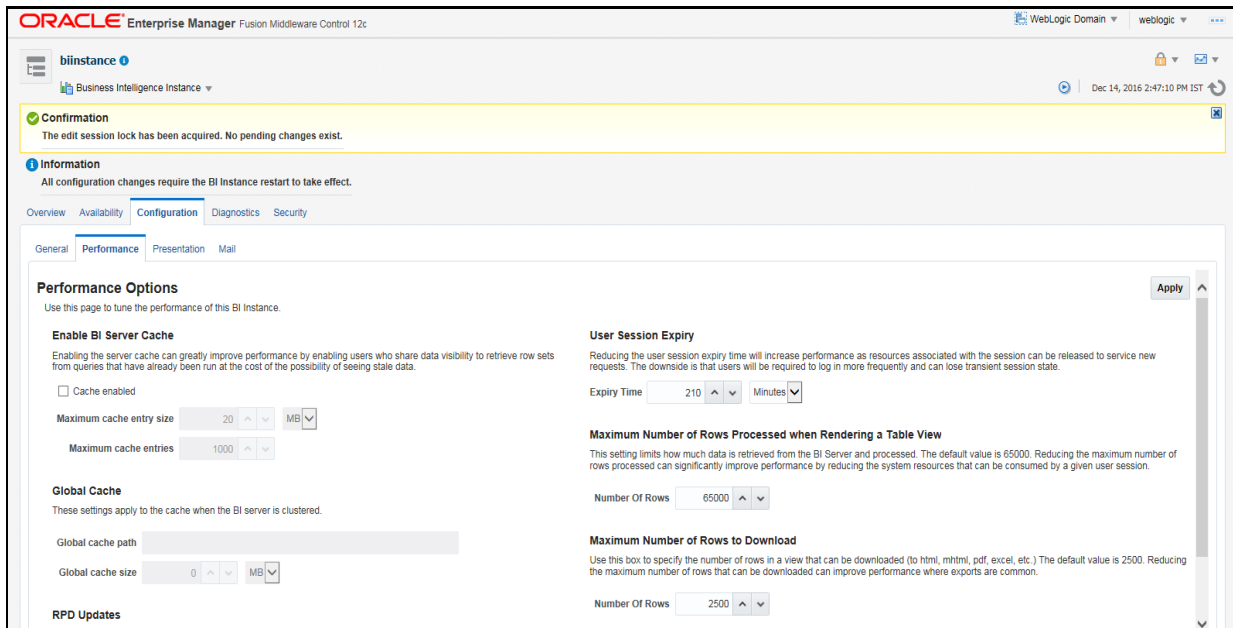 ORACLE® Enterprise Manager Fusion Middleware Control 12c
WebLogic Domain
weblogic
biinstance
Business Intelligence Instance
Dec 14, 2016 2:47:10 PM IST
Confirmation
The edit session lock has been acquired. No pending changes exist.
Information
All configuration changes require the BI Instance restart to take effect.
Overview Availability Configuration Diagnostics Security
General Performance Presentation Mail
Performance Options
Apply
Use this page to tune the performance of this BI Instance.
Enable BI Server Cache
Enabling the server cache can greatly improve performance by enabling users who share data visibility to retrieve row sets
from queries that have already been run at the cost of the possibility of seeing stale data.
Cache enabled
Maximum cache entry size 20 MB
Maximum cache entries 1000
Global Cache
These settings apply to the cache when the BI server is clustered.
Global cache path
Global cache size 0 MB
RPD Updates
User Session Expiry
Reducing the user session expiry time will increase performance as resources associated with the session can be released to service new
requests. The downside is that users will be required to log in more frequently and can lose transient session state.
Expiry Time 210 Minutes
Maximum Number of Rows Processed when Rendering a Table View
This setting limits how much data is retrieved from the BI Server and processed. The default value is 65000. Reducing the maximum number of
rows processed can significantly improve performance by reducing the system resources that can be consumed by a given user session.
Number Of Rows 65000
Maximum Number of Rows to Download
Use this box to specify the number of rows in a view that can be downloaded (to html, mhtml, pdf, excel, etc.) The default value is 2500. Reducing
the maximum number of rows that can be downloaded can improve performance where exports are common.
Number Of Rows 2500